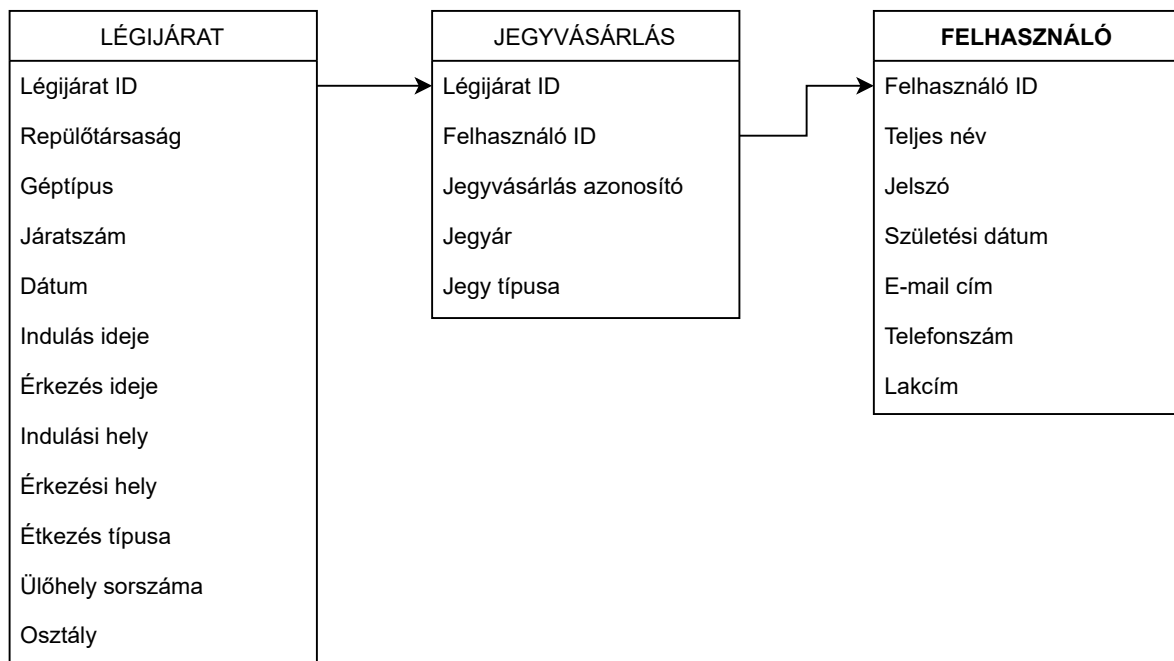 LÉGIJÁRAT
Légijárat ID
Repülőtársaság
Géptípus
Járatszám
Dátum
Indulás ideje
Érkezés ideje
Indulási hely
Érkezési hely
Étkezés típusa
Ülőhely sorszáma
Osztály
JEGYVÁSÁRLÁS
Légijárat ID
Felhasználó ID
Jegyvásárlás azonosító
Jegyár
Jegy típusa
FELHASZNÁLÓ
Felhasználó ID
Teljes név
Jelszó
Születési dátum
E-mail cím
Telefonszám
Lakcím